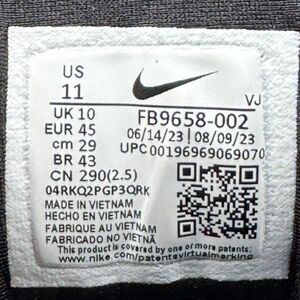 US
11
VJ
UK 10
EUR 45
cm 29
BR 43
CN 290(2.5)
FB9658-002
06/14/23 | 08/09/23
UPC 00196969069070
04RKQ2PGP3QRK
MADE IN VIETNAM
HECHO EN VIETNAM
FABRIQUE AU VIETNAM
FABRICADO NO VIETNÃ
This product is covered by one or more patents:
www.nike.com/patentsvirtualmarking